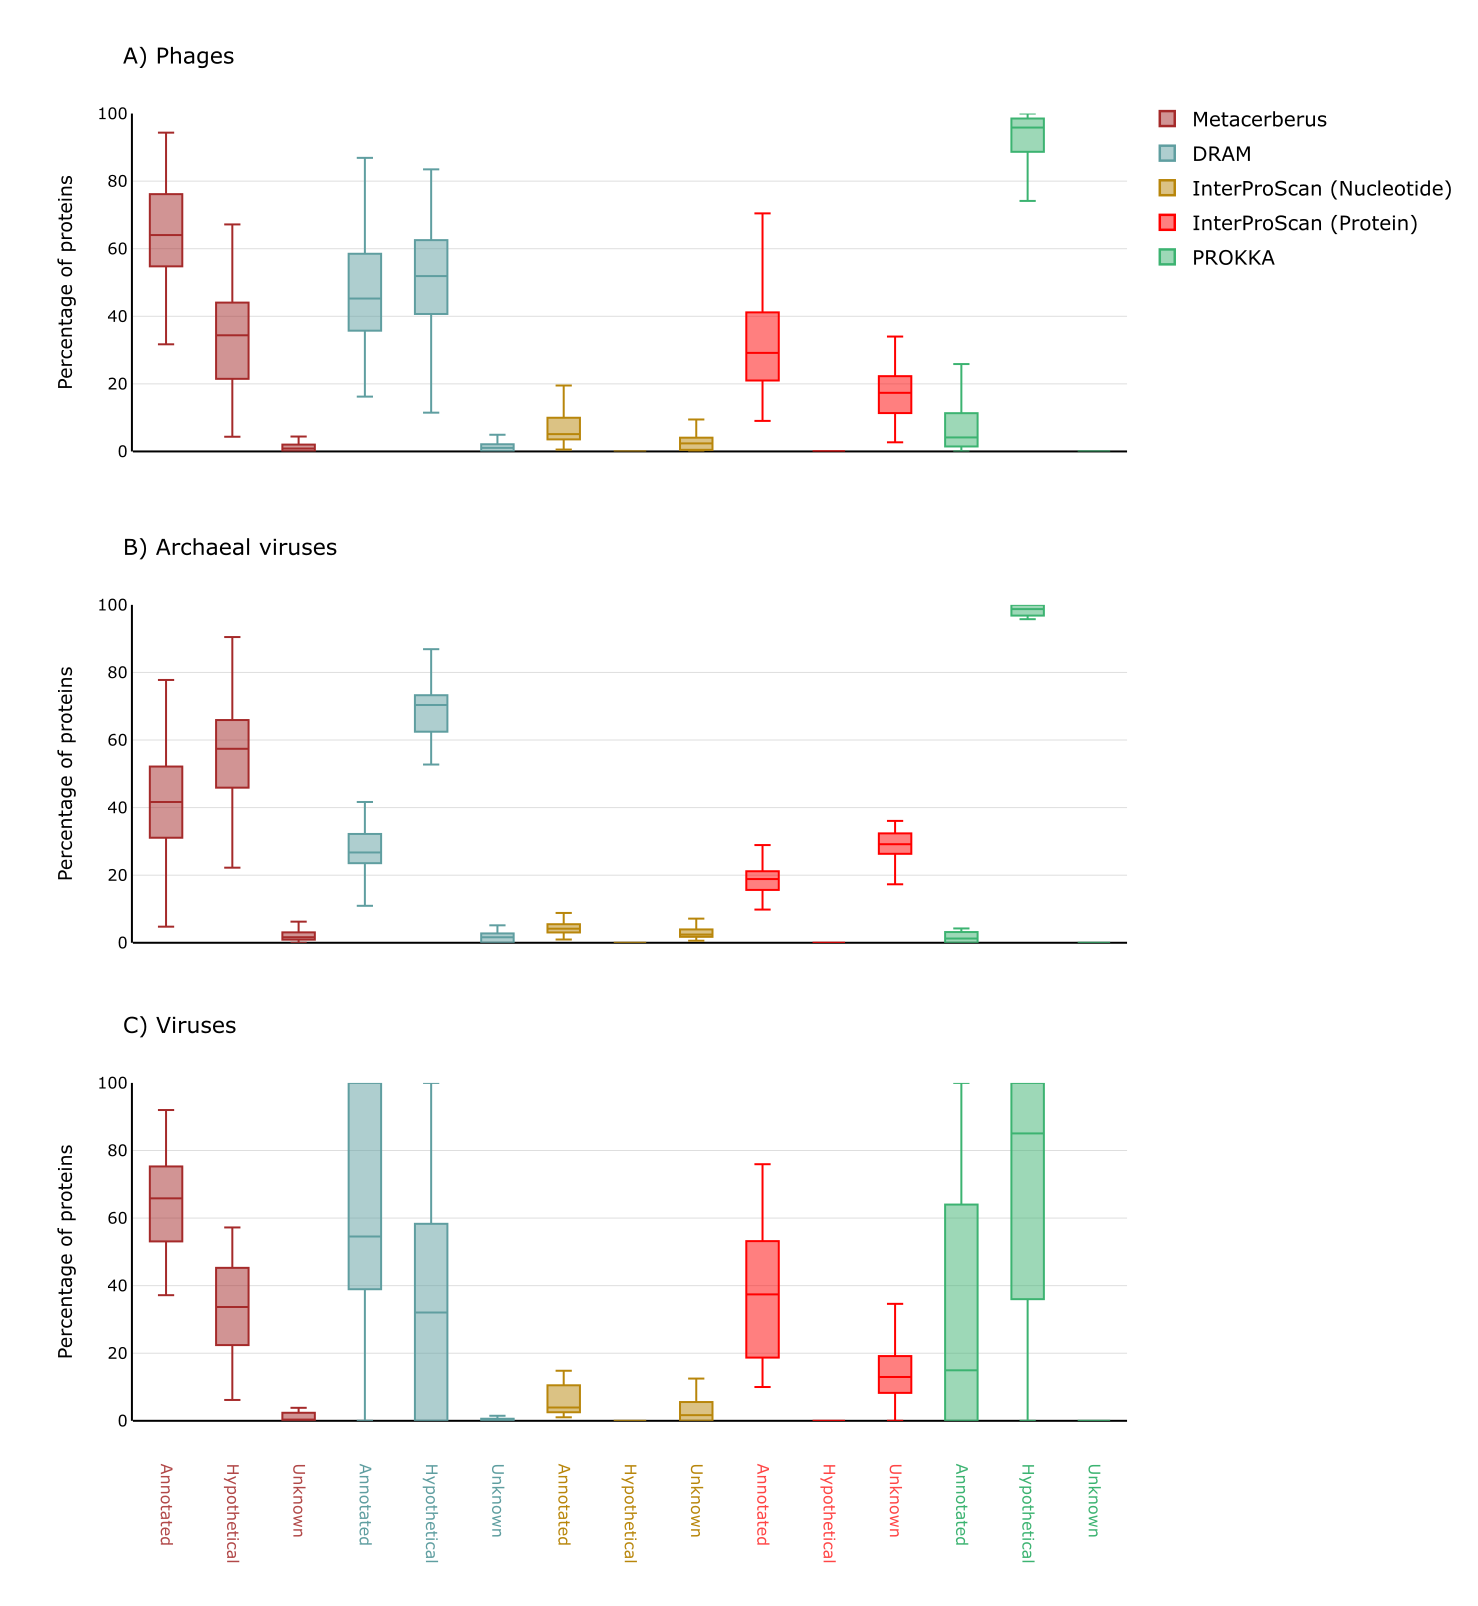 A) Phages
Percentage of proteins
100
80
60
40
20
0
Metacerberus
DRAM
InterProScan (Nucleotide)
InterProScan (Protein)
PROKKA
B) Archaeal viruses
Percentage of proteins
100
80
60
40
20
0
C) Viruses
Percentage of proteins
100
80
60
40
20
0
Annotated
Hypothetical
Unknown
Annotated
Hypothetical
Unknown
Annotated
Hypothetical
Unknown
Annotated
Hypothetical
Unknown
Annotated
Hypothetical
Unknown